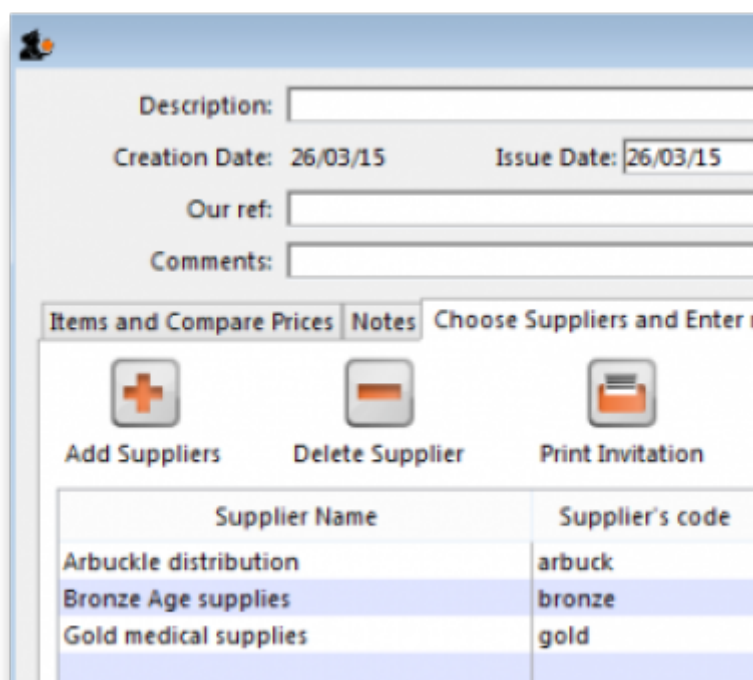 Description:
Creation Date: 26/03/15 Issue Date: 26/03/15
Our ref:
Comments:
Items and Compare Prices Notes Choose Suppliers and Enter
Add Suppliers Delete Supplier Print Invitation
Supplier Name Supplier's code
Arbuckle distribution arbuck
Bronze Age supplies bronze
Gold medical supplies gold